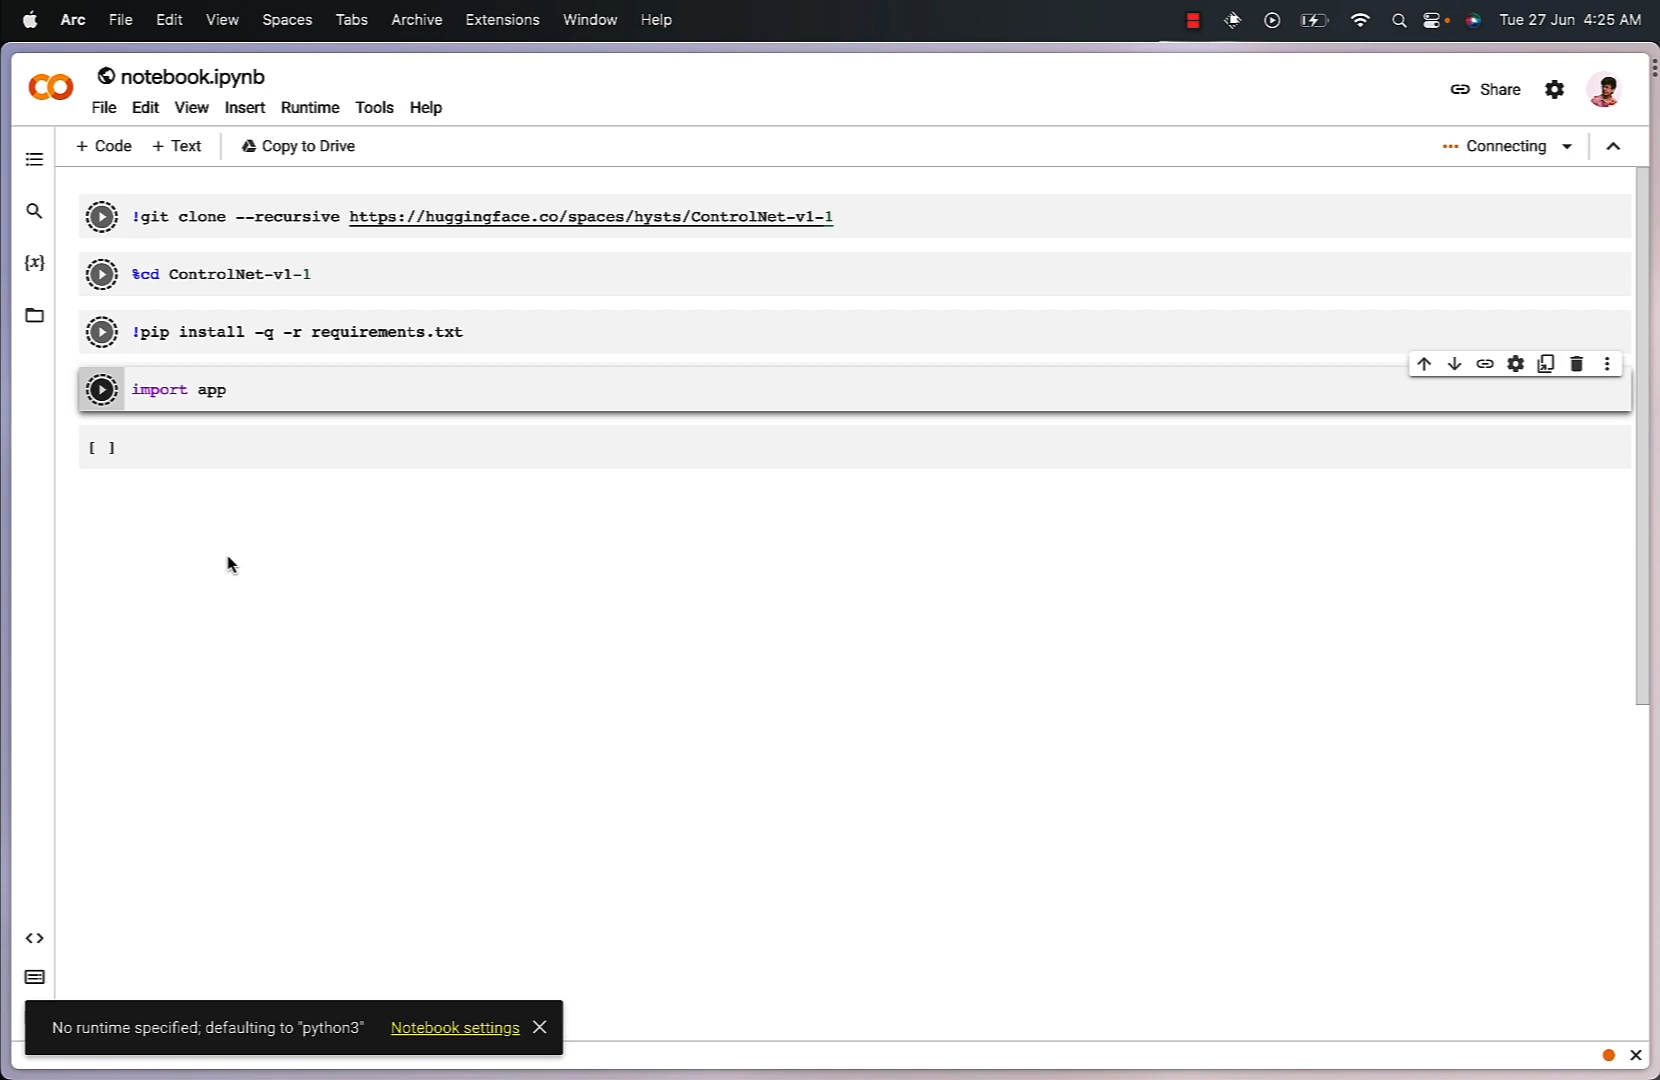 Arc File Edit View Spaces Tabs Archive Extensions Window Help Tue 27 Jun 4:25 AM
notebook.ipynb
File Edit View Insert Runtime Tools Help
Share
+ Code + Text Copy to Drive
Connecting
!git clone --recursive https://huggingface.co/spaces/hysts/ControlNet-v1-1
{x}
%cd ControlNet-v1-1
!pip install -q -r requirements.txt
import app
[ ]
No runtime specified; defaulting to "python3" Notebook settings